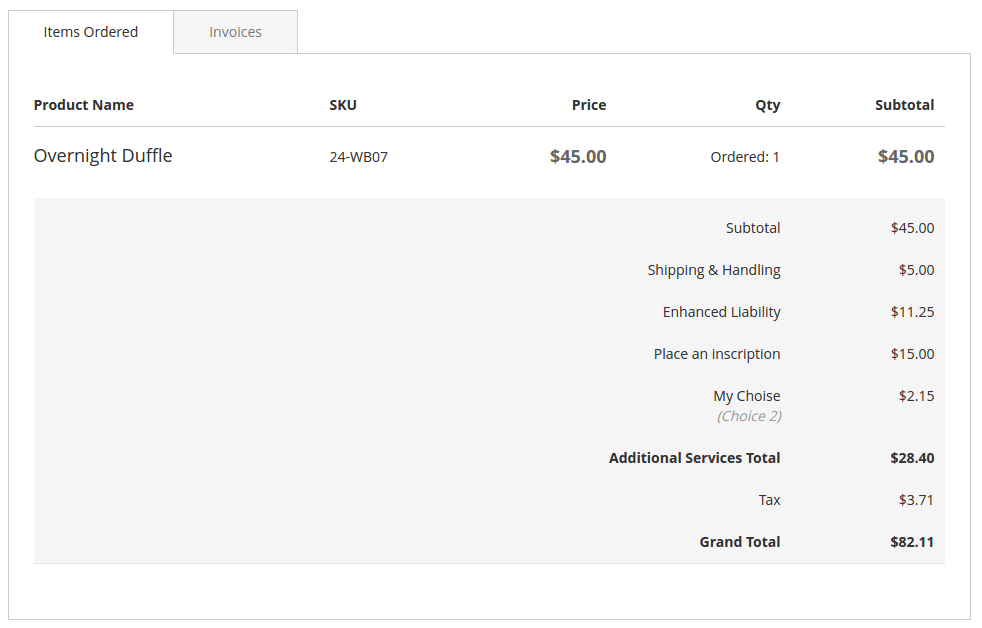 Items Ordered Invoices
Product Name SKU Price Qty Subtotal
Overnight Duffle 24-WB07 $45.00 Ordered: 1 $45.00
Subtotal $45.00
Shipping & Handling $5.00
Enhanced Liability $11.25
Place an inscription $15.00
My Choise $2.15
(Choice 2)
Additional Services Total $28.40
Tax $3.71
Grand Total $82.11